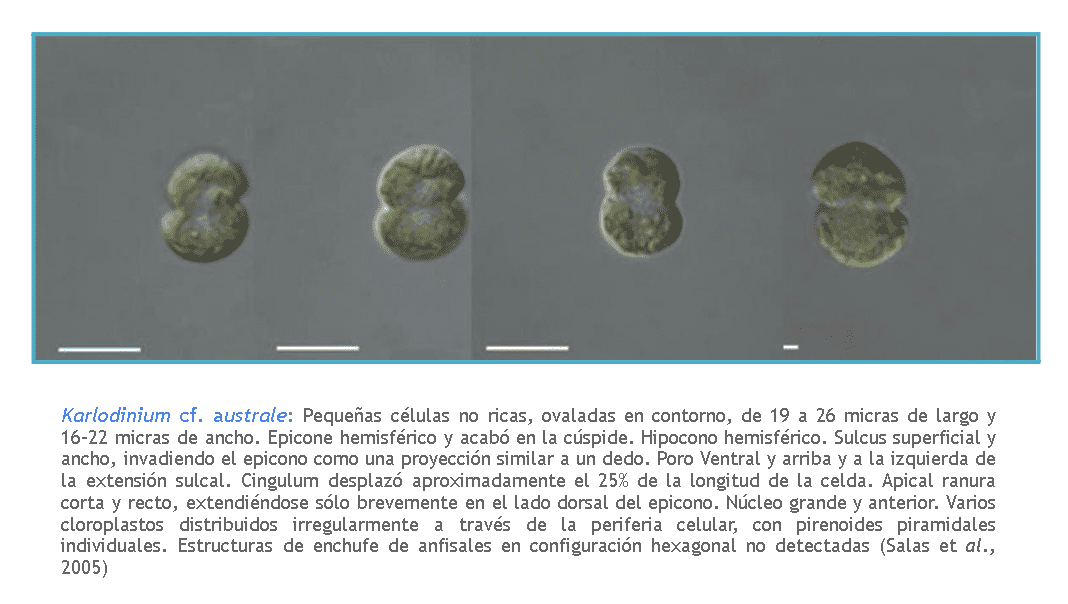 Karlodinium cf. australe: Pequeñas células no ricas, ovaladas en contorno, de 19 a 26 micras de largo y
16-22 micras de ancho. Epicone hemisférico y acabó en la cúspide. Hipocono hemisférico. Sulcus superficial y
ancho, invadiendo el epicono como una proyección similar a un dedo. Poro Ventral y arriba y a la izquierda de
la extensión sulcal. Cingulum desplazó aproximadamente el 25% de la longitud de la celda. Apical ranura
corta y recto, extendiéndose sólo brevemente en el lado dorsal del epicono. Núcleo grande y anterior. Varios
cloroplastos distribuidos irregularmente a través de la periferia celular, con pirenoides piramidales
individuales. Estructuras de enchufe de anfisales en configuración hexagonal no detectadas (Salas et al.,
2005)